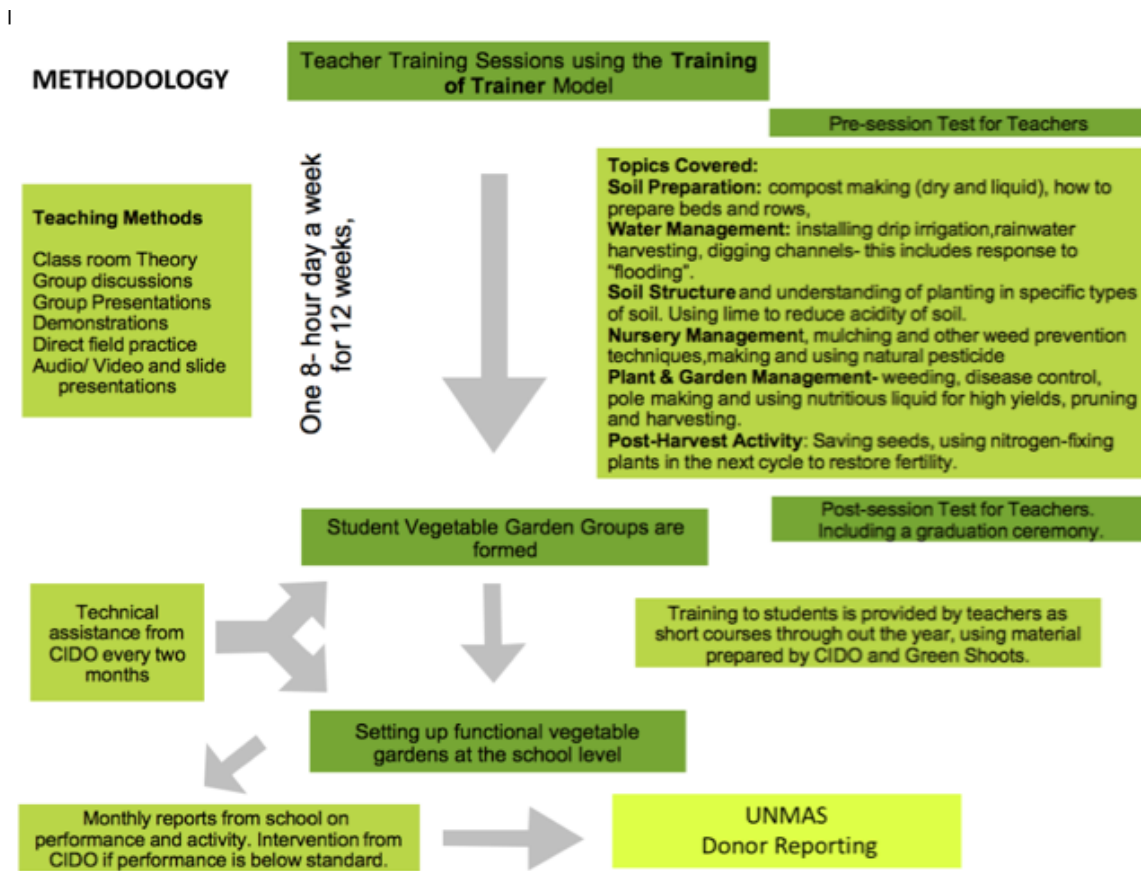 METHODOLOGY
Teacher Training Sessions using the Training
of Trainer Model
Pre-session Test for Teachers
Teaching Methods
Class room Theory
Group discussions
Group Presentations
Demonstrations
Direct field practice
Audio/ Video and slide
presentations
One 8- hour day a week
for 12 weeks,
Topics Covered:
Soil Preparation: compost making (dry and liquid), how to
prepare beds and rows,
Water Management: installing drip irrigation,rainwater
harvesting, digging channels- this includes response to
"flooding".
Soil Structure and understanding of planting in specific types
of soil. Using lime to reduce acidity of soil.
Nursery Management, mulching and other weed prevention
techniques,making and using natural pesticide
Plant & Garden Management- weeding, disease control,
pole making and using nutritious liquid for high yields, pruning
and harvesting.
Post-Harvest Activity: Saving seeds, using nitrogen-fixing
plants in the next cycle to restore fertility.
Post-session Test for Teachers.
Including a graduation ceremony.
Student Vegetable Garden Groups are
formed
Technical
assistance from
CIDO every two
months
Training to students is provided by teachers as
short courses through out the year, using material
prepared by CIDO and Green Shoots.
Setting up functional vegetable
gardens at the school level
Monthly reports from school on
performance and activity. Intervention from
CIDO if performance is below standard.
UNMAS
Donor Reporting